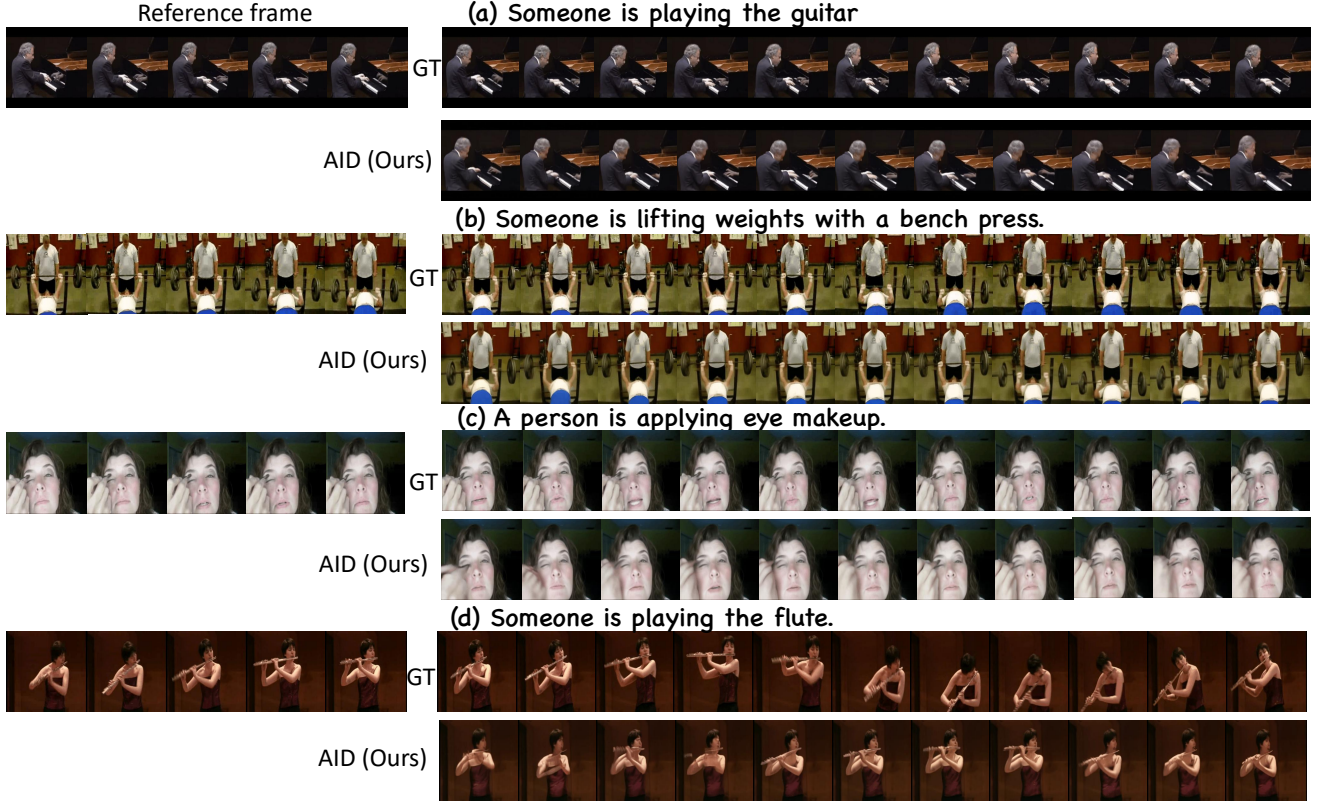 Reference frame
(a) Someone is playing the guitar
GT
AID (Ours)
(b) Someone is lifting weights with a bench press.
GT
AID (Ours)
(c) A person is applying eye makeup.
GT
AID (Ours)
(d) Someone is playing the flute.
GT
AID (Ours)